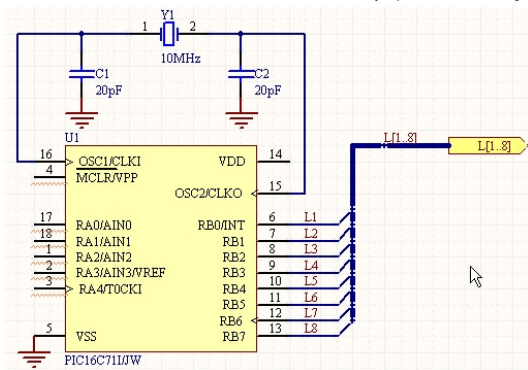 Y1
1 2
10MHz
C1
20pF
C2
20pF
U1
16 OSC1/CLKI
4 MCLR/VPP
17 RA0/AIN0
18 RA1/AIN1
1 RA2/AIN2
2 RA3/AIN3/VREF
3 RA4/T0CKI
5 VSS
VDD 14
OSC2/CLKO 15
RB0/INT 6 L1
RB1 7 L2
RB2 8 L3
RB3 9 L4
RB4 10 L5
RB5 11 L6
RB6 12 L7
RB7 13 L8
PIC16C71I/JW
L[1..8]
L[1..8]